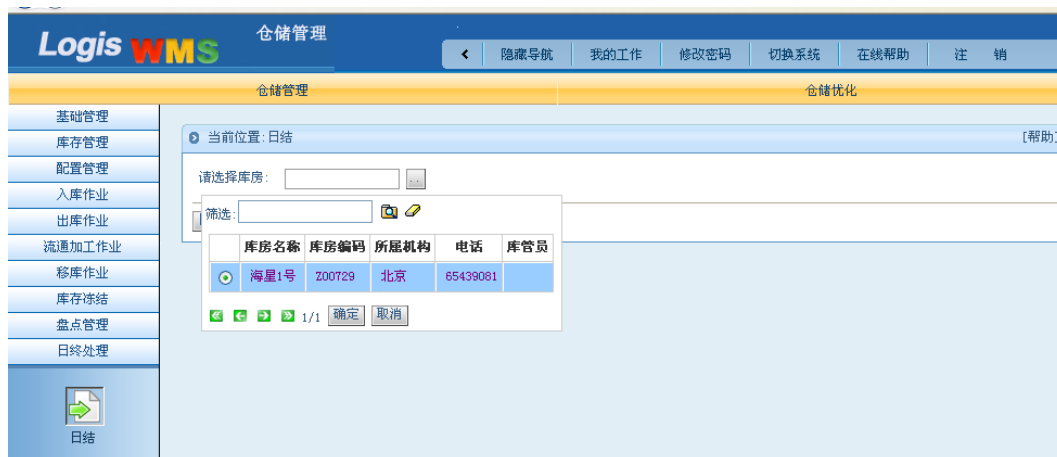 仓储管理
Logis WMS
隐藏导航 我的工作 修改密码 切换系统 在线帮助 注 销
仓储管理 仓储优化
基础管理
库存管理
配置管理
入库作业
出库作业
流通加工作业
移库作业
库存冻结
盘点管理
日终处理
日结
当前位置:日结 [帮助]
请选择库房:
筛选:
库房名称 库房编码 所属机构 电话 库管员
海星1号 Z00729 北京 65439081
1/1 确定 取消